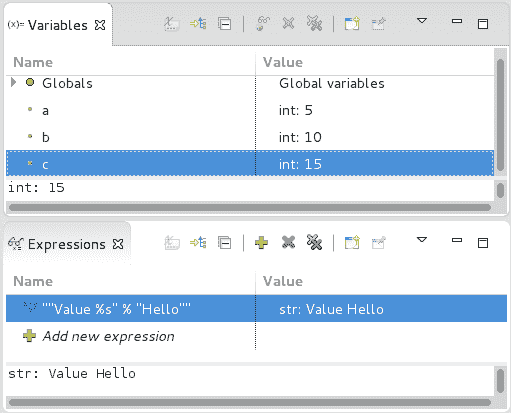 (x)= Variables
Name Value
Globals Global variables
a int: 5
b int: 10
c int: 15
int: 15
Expressions
Name Value
""Value %s" % "Hello"" str: Value Hello
Add new expression
str: Value Hello